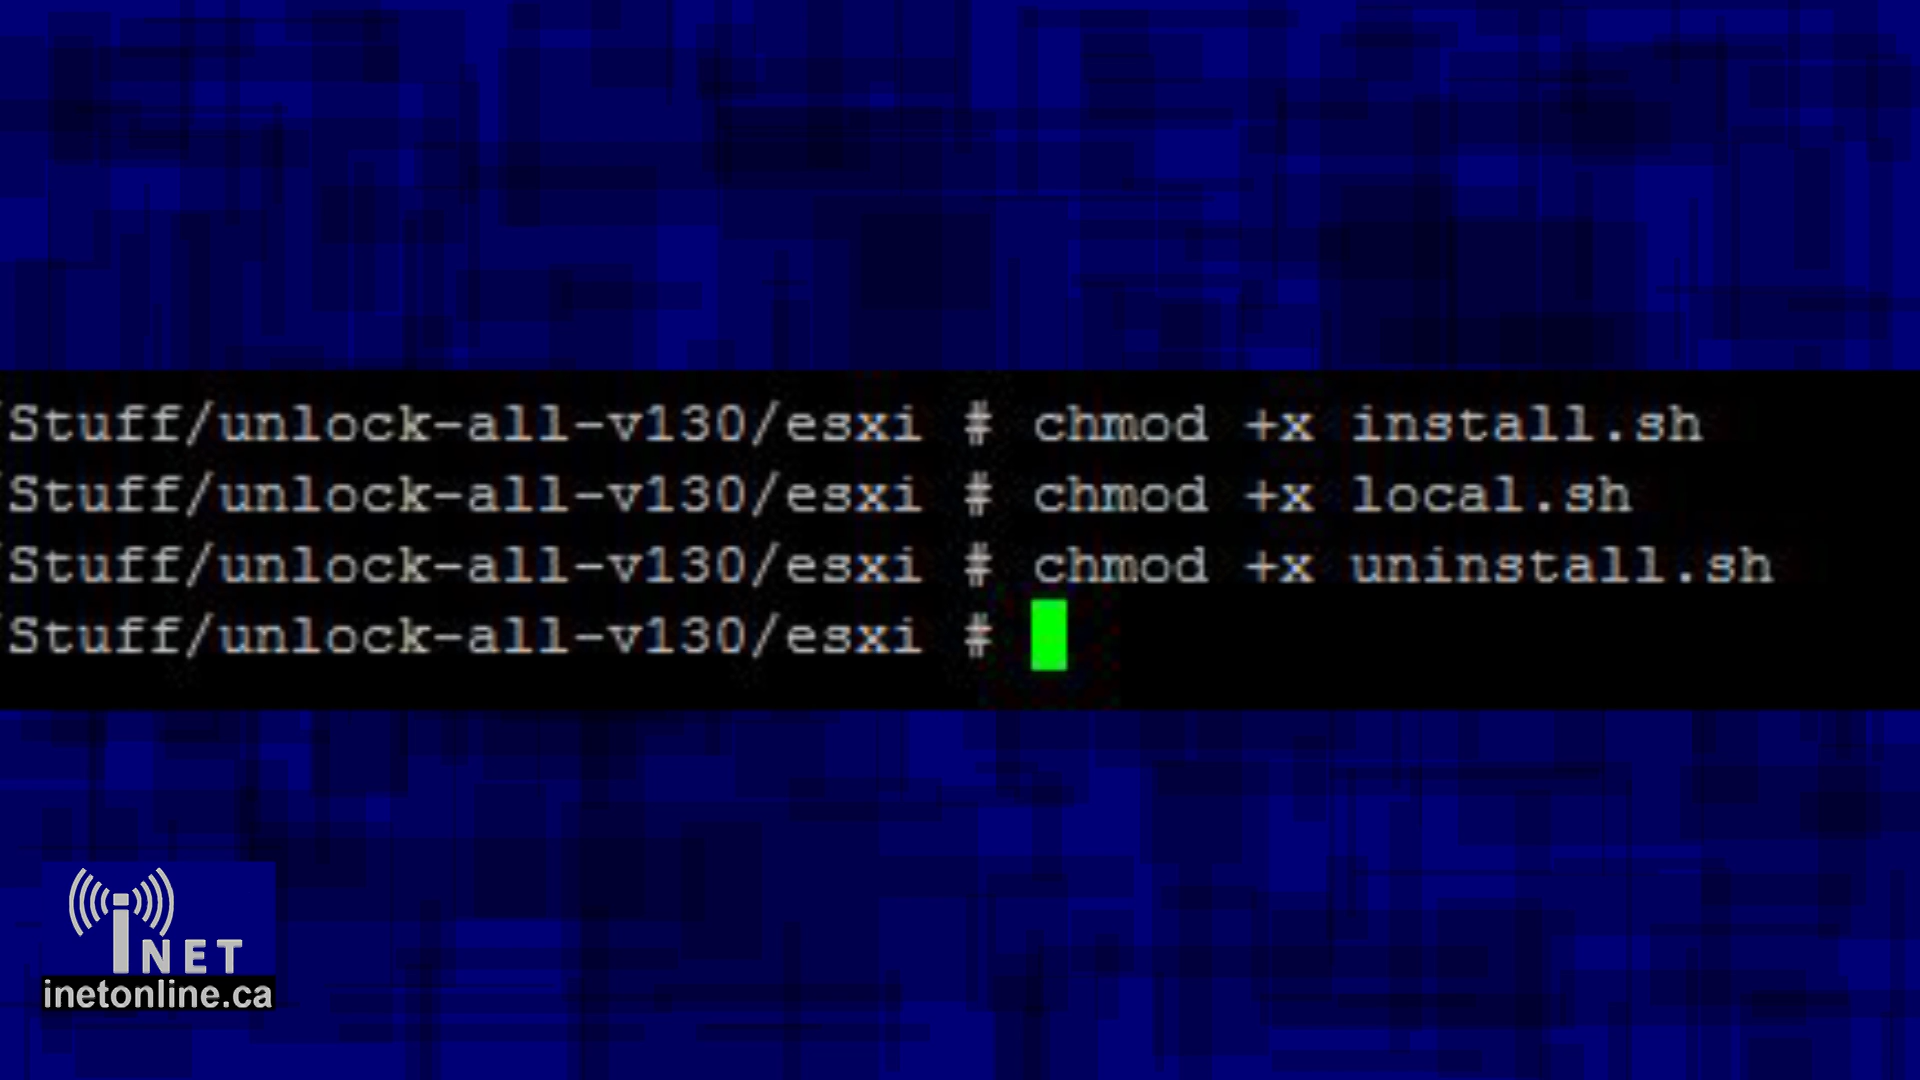 /Stuff/unlock-all-v130/esxi # chmod +x install.sh
/Stuff/unlock-all-v130/esxi # chmod +x local.sh
/Stuff/unlock-all-v130/esxi # chmod +x uninstall.sh
/Stuff/unlock-all-v130/esxi #
iNET
inetonline.ca